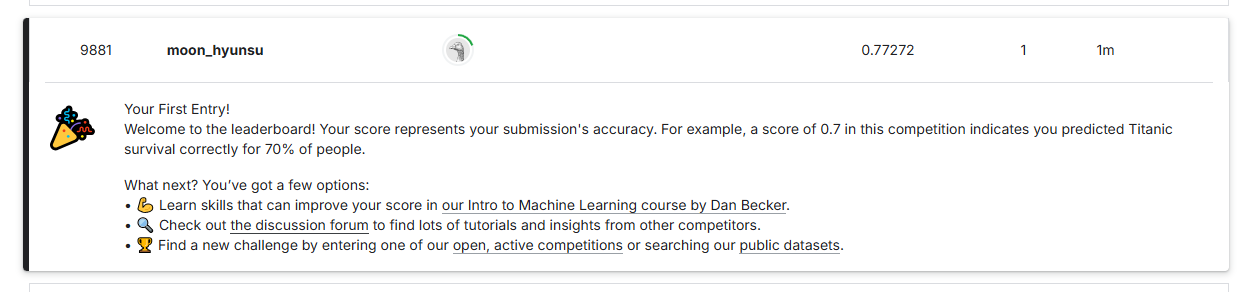 9881 moon_hyunsu 0.77272 1 1m
Your First Entry!
Welcome to the leaderboard! Your score represents your submission's accuracy. For example, a score of 0.7 in this competition indicates you predicted Titanic
survival correctly for 70% of people.
What next? You’ve got a few options:
• 💪 Learn skills that can improve your score in our Intro to Machine Learning course by Dan Becker.
• 🔍 Check out the discussion forum to find lots of tutorials and insights from other competitors.
• 🏆 Find a new challenge by entering one of our open, active competitions or searching our public datasets.